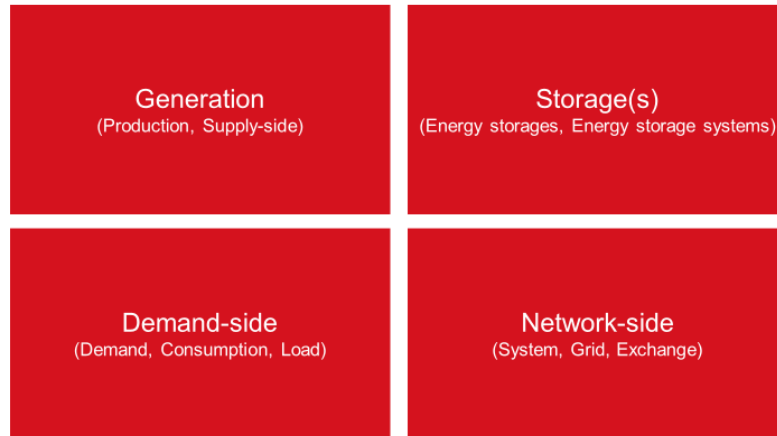 Generation
(Production, Supply-side)
Storage(s)
(Energy storages, Energy storage systems)
Demand-side
(Demand, Consumption, Load)
Network-side
(System, Grid, Exchange)